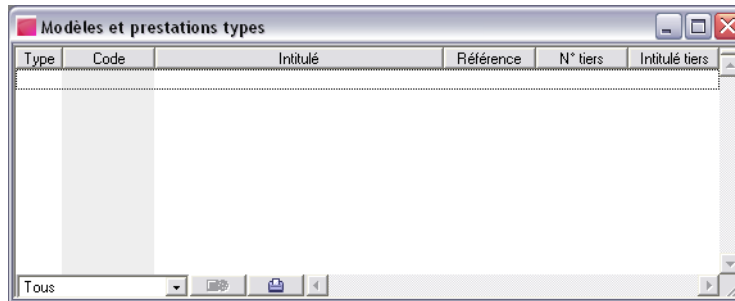 Modèles et prestations types
Type Code Intitulé Référence N° tiers Intitulé tiers
Tous